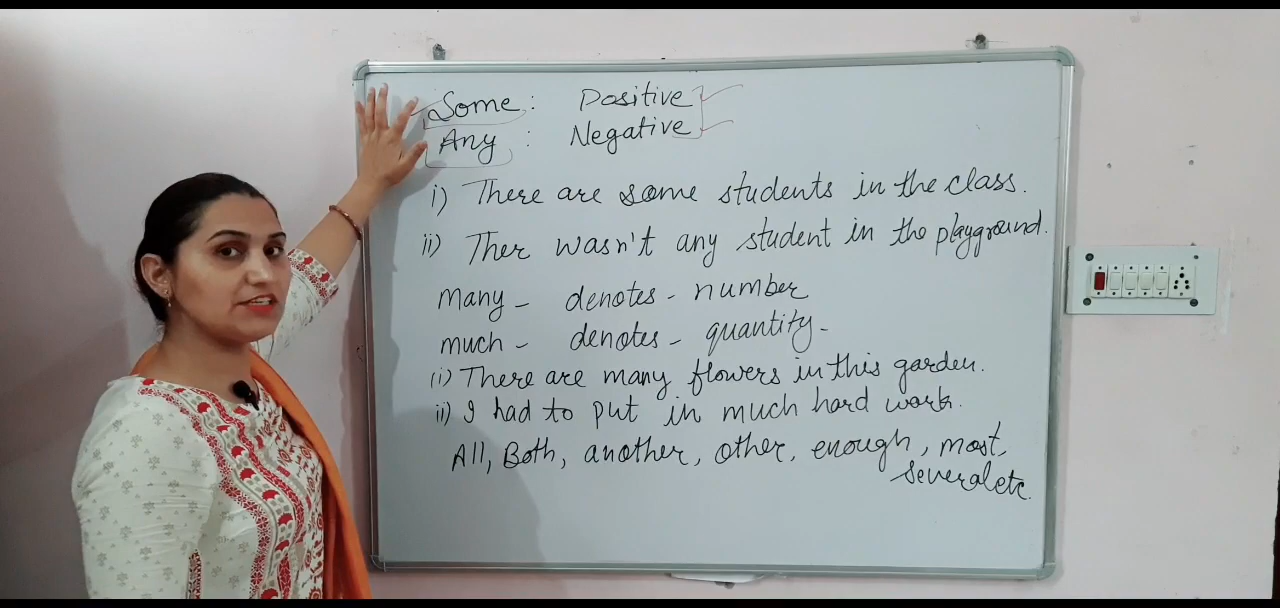 Some : Positive
Any : Negative
i) There are some students in the class.
ii) Ther wasn't any student in the playground.
many - denotes - number
much - denotes - quantity -
(i) There are many flowers in this garden.
ii) I had to put in much hard work.
All, Both, another, other, enough, most,
several etc.